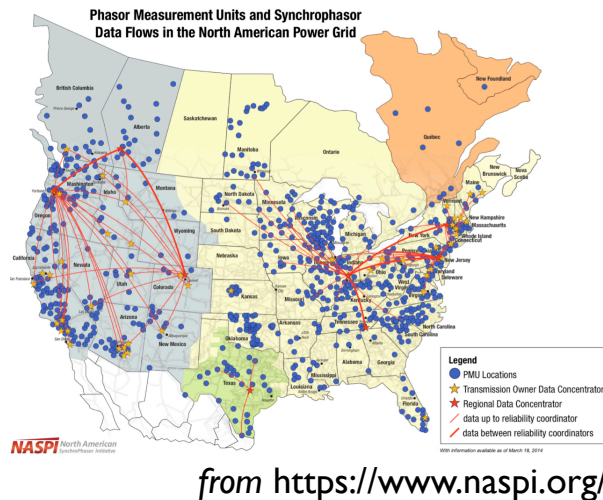 Phasor Measurement Units and Synchrophasor
Data Flows in the North American Power Grid
British Columbia
Alberta
Saskatchewan
Manitoba
Ontario
Québec
New Foundland
New
Brunswick
Nova
Scotia
Maine
Vermont
New Hampshire
Massachusetts
Rhode Island
Connecticut
New York
New Jersey
Maryland
Delaware
Washington
Oregon
Idaho
Montana
North Dakota
South Dakota
Minnesota
Wisconsin
Michigan
Wyoming
Nebraska
Iowa
Indiana
Ohio
West
Virginia
California
Nevada
Utah
Colorado
Kansas
Missouri
Kentucky
Tennessee
North Carolina
South Carolina
Arizona
New Mexico
Albuquerque
Oklahoma
Arkansas
Texas
Louisiana
Mississippi
Alabama
Georgia
Florida
Legend
PMU Locations
Transmission Owner Data Concentrator
Regional Data Concentrator
data up to reliability coordinator
data between reliability coordinators
With information available as of March 18, 2014
NASPI North American
SynchroPhasor Initiative
from https://www.naspi.org/